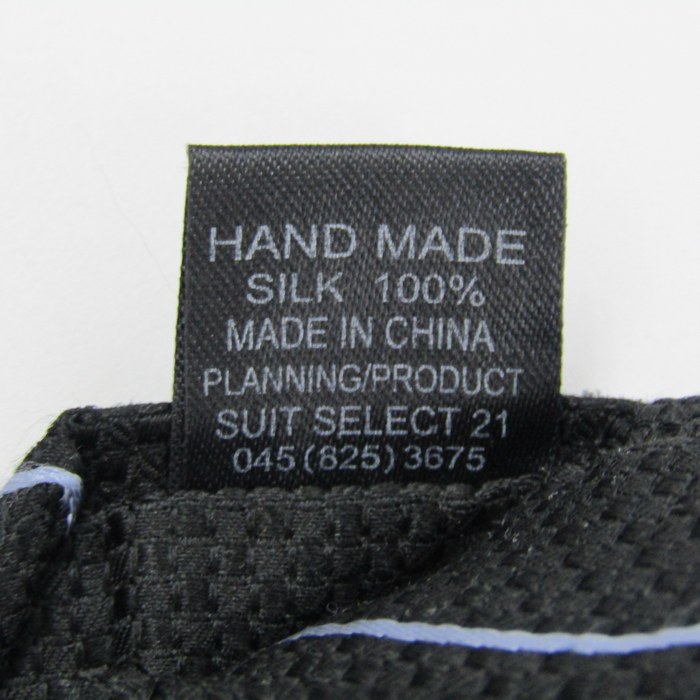 HAND MADE
SILK 100%
MADE IN CHINA
PLANNING/PRODUCT
SUIT SELECT 21
045(825)3675